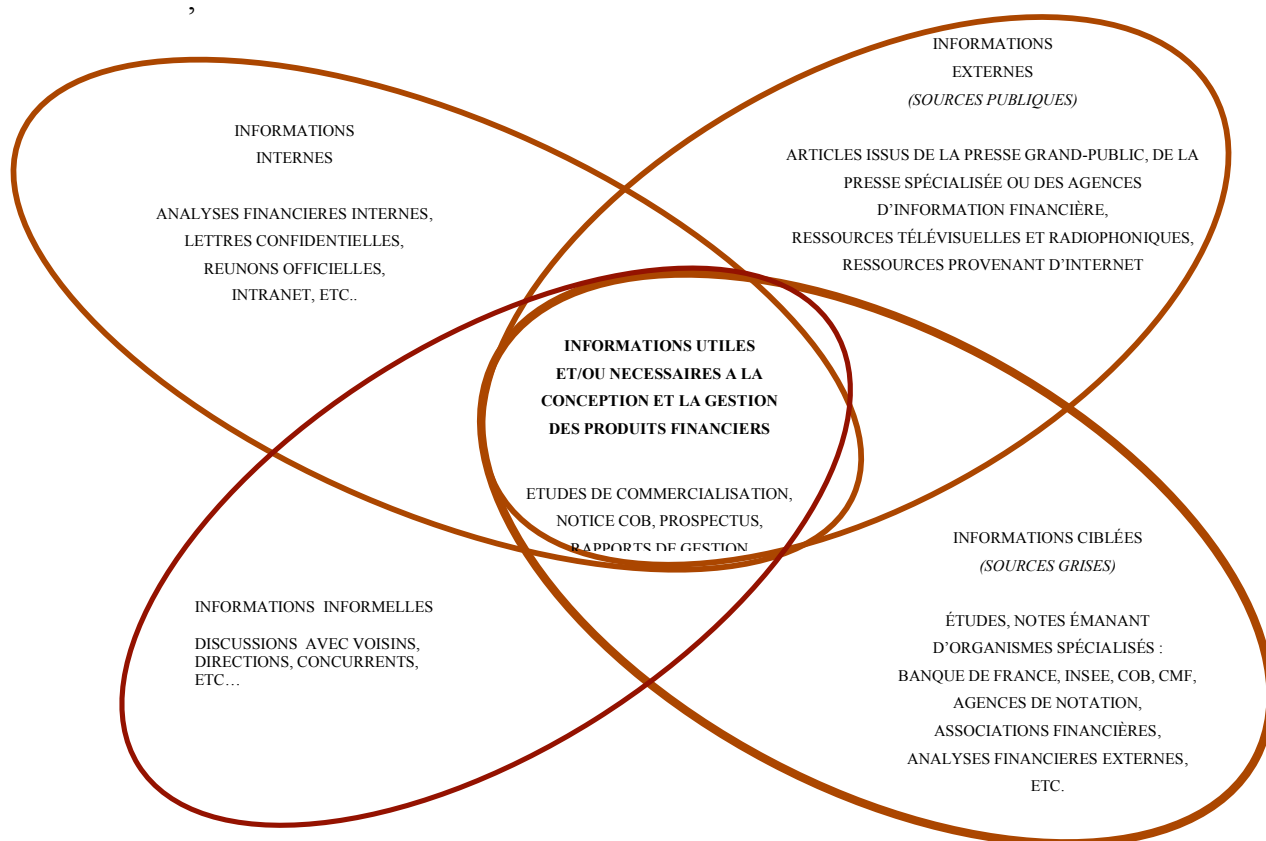 ,
INFORMATIONS
INTERNES
ANALYSES FINANCIERES INTERNES,
LETTRES CONFIDENTIELLES,
REUNONS OFFICIELLES,
INTRANET, ETC..
INFORMATIONS
EXTERNES
(SOURCES PUBLIQUES)
ARTICLES ISSUS DE LA PRESSE GRAND-PUBLIC, DE LA
PRESSE SPÉCIALISÉE OU DES AGENCES
D’INFORMATION FINANCIÈRE,
RESSOURCES TÉLÉVISUELLES ET RADIOPHONIQUES,
RESSOURCES PROVENANT D’INTERNET
INFORMATIONS UTILES
ET/OU NECESSAIRES A LA
CONCEPTION ET LA GESTION
DES PRODUITS FINANCIERS
ETUDES DE COMMERCIALISATION,
NOTICE COB, PROSPECTUS,
RAPPORTS DE GESTION
INFORMATIONS INFORMELLES
DISCUSSIONS AVEC VOISINS,
DIRECTIONS, CONCURRENTS,
ETC…
INFORMATIONS CIBLÉES
(SOURCES GRISES)
ÉTUDES, NOTES ÉMANANT
D’ORGANISMES SPÉCIALISÉS :
BANQUE DE FRANCE, INSEE, COB, CMF,
AGENCES DE NOTATION,
ASSOCIATIONS FINANCIÈRES,
ANALYSES FINANCIERES EXTERNES,
ETC.